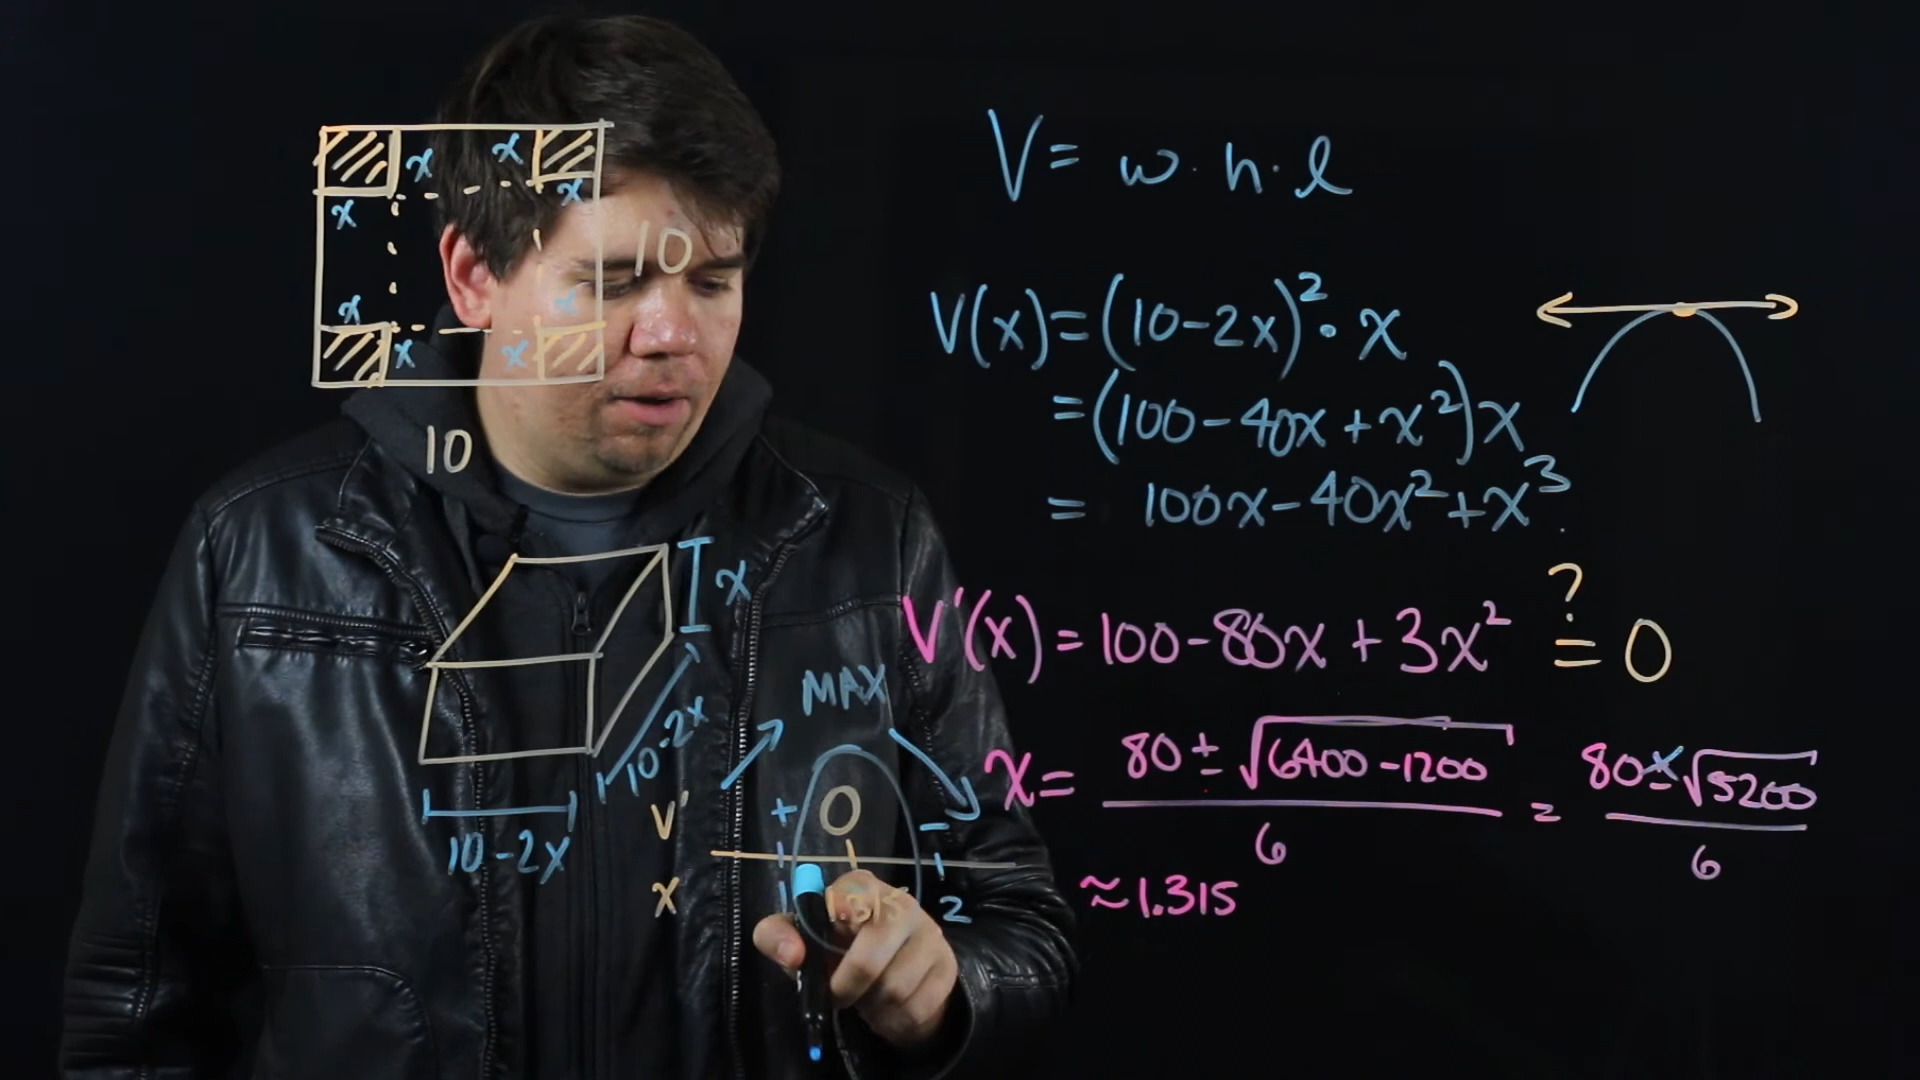 x x
x x
10
x x
x x
10
x
10-2x
10-2x
V = w · h · l
V(x) = (10-2x)² · x
= (100-40x+x²)x
= 100x-40x²+x³
V'(x) = 100-80x+3x² ?= 0
x = 80 ± √6400-1200 / 6 = 80 ± √5200 / 6
≈ 1.315
MAX
V' + 0 -
x 1 1.315 2